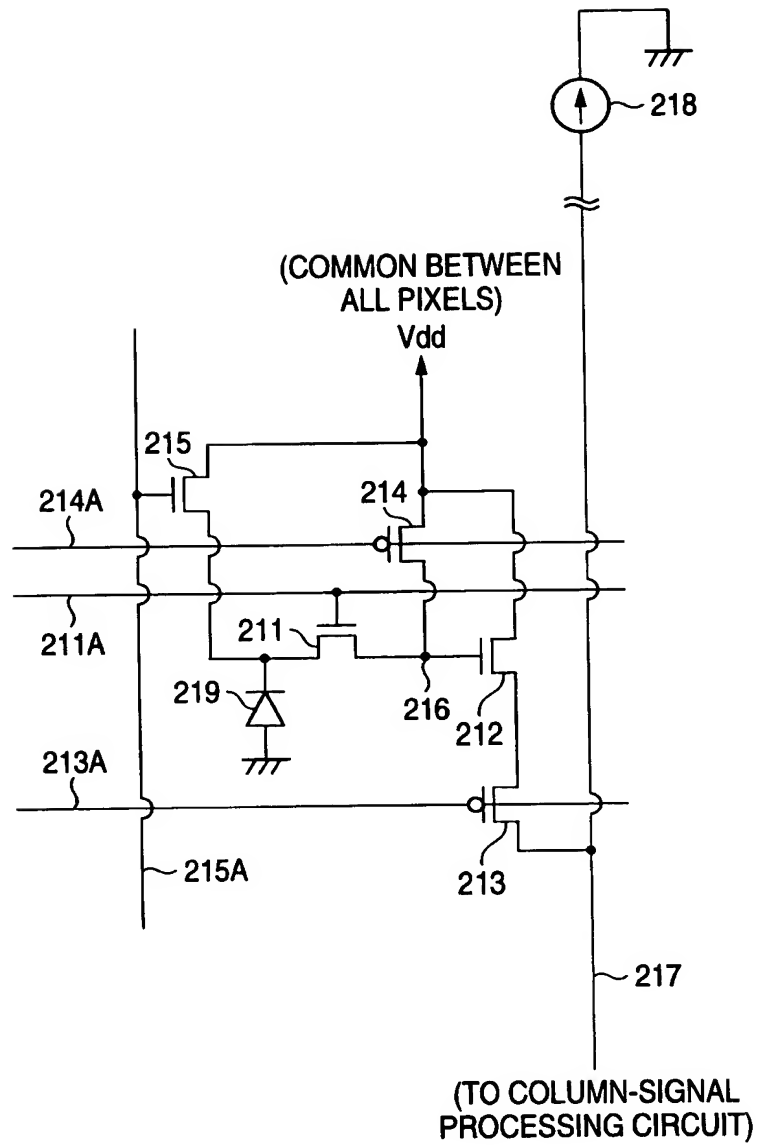 218
(COMMON BETWEEN
ALL PIXELS)
Vdd
215
214
214A
211A
211
219
216
212
213A
213
215A
217
(TO COLUMN-SIGNAL
PROCESSING CIRCUIT)